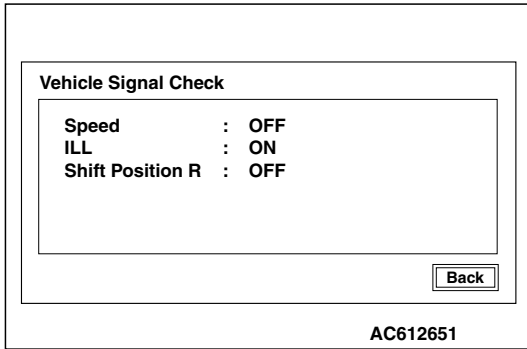 Vehicle Signal Check
Speed : OFF
ILL : ON
Shift Position R : OFF
Back
AC612651